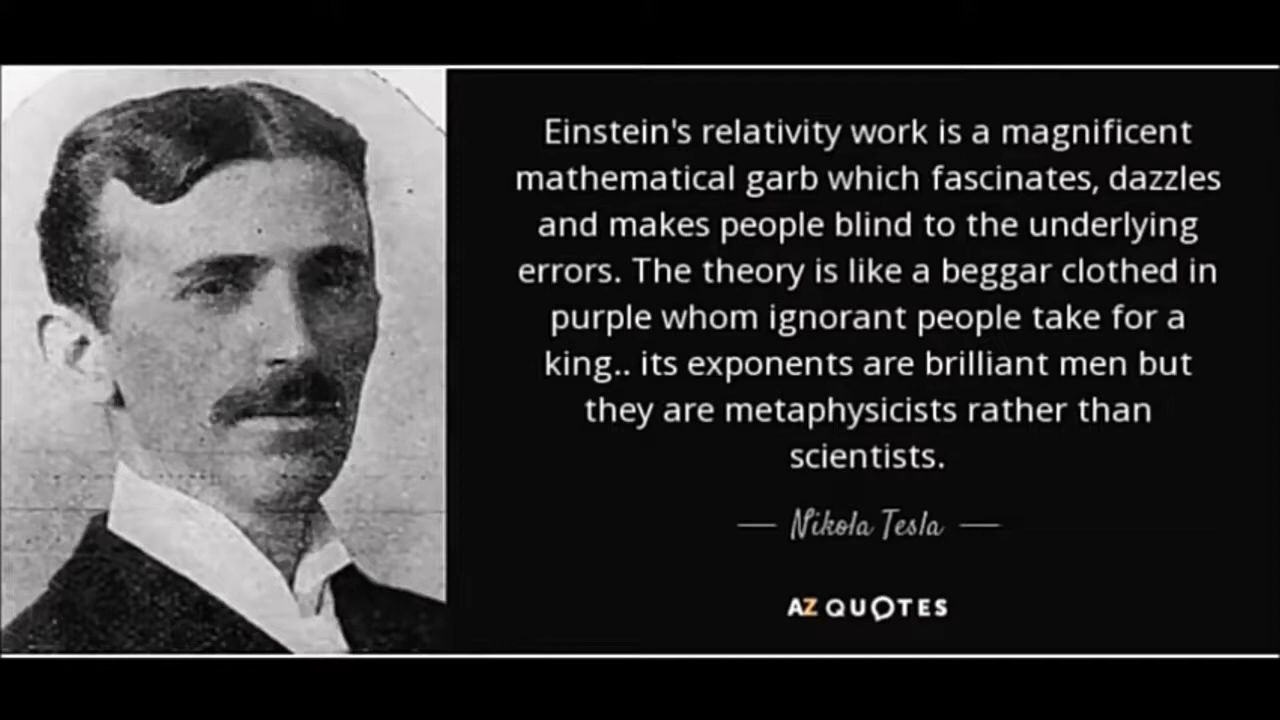 Einstein's relativity work is a magnificent
mathematical garb which fascinates, dazzles
and makes people blind to the underlying
errors. The theory is like a beggar clothed in
purple whom ignorant people take for a
king.. its exponents are brilliant men but
they are metaphysicists rather than
scientists.
— Nikola Tesla —
AZ QUOTES